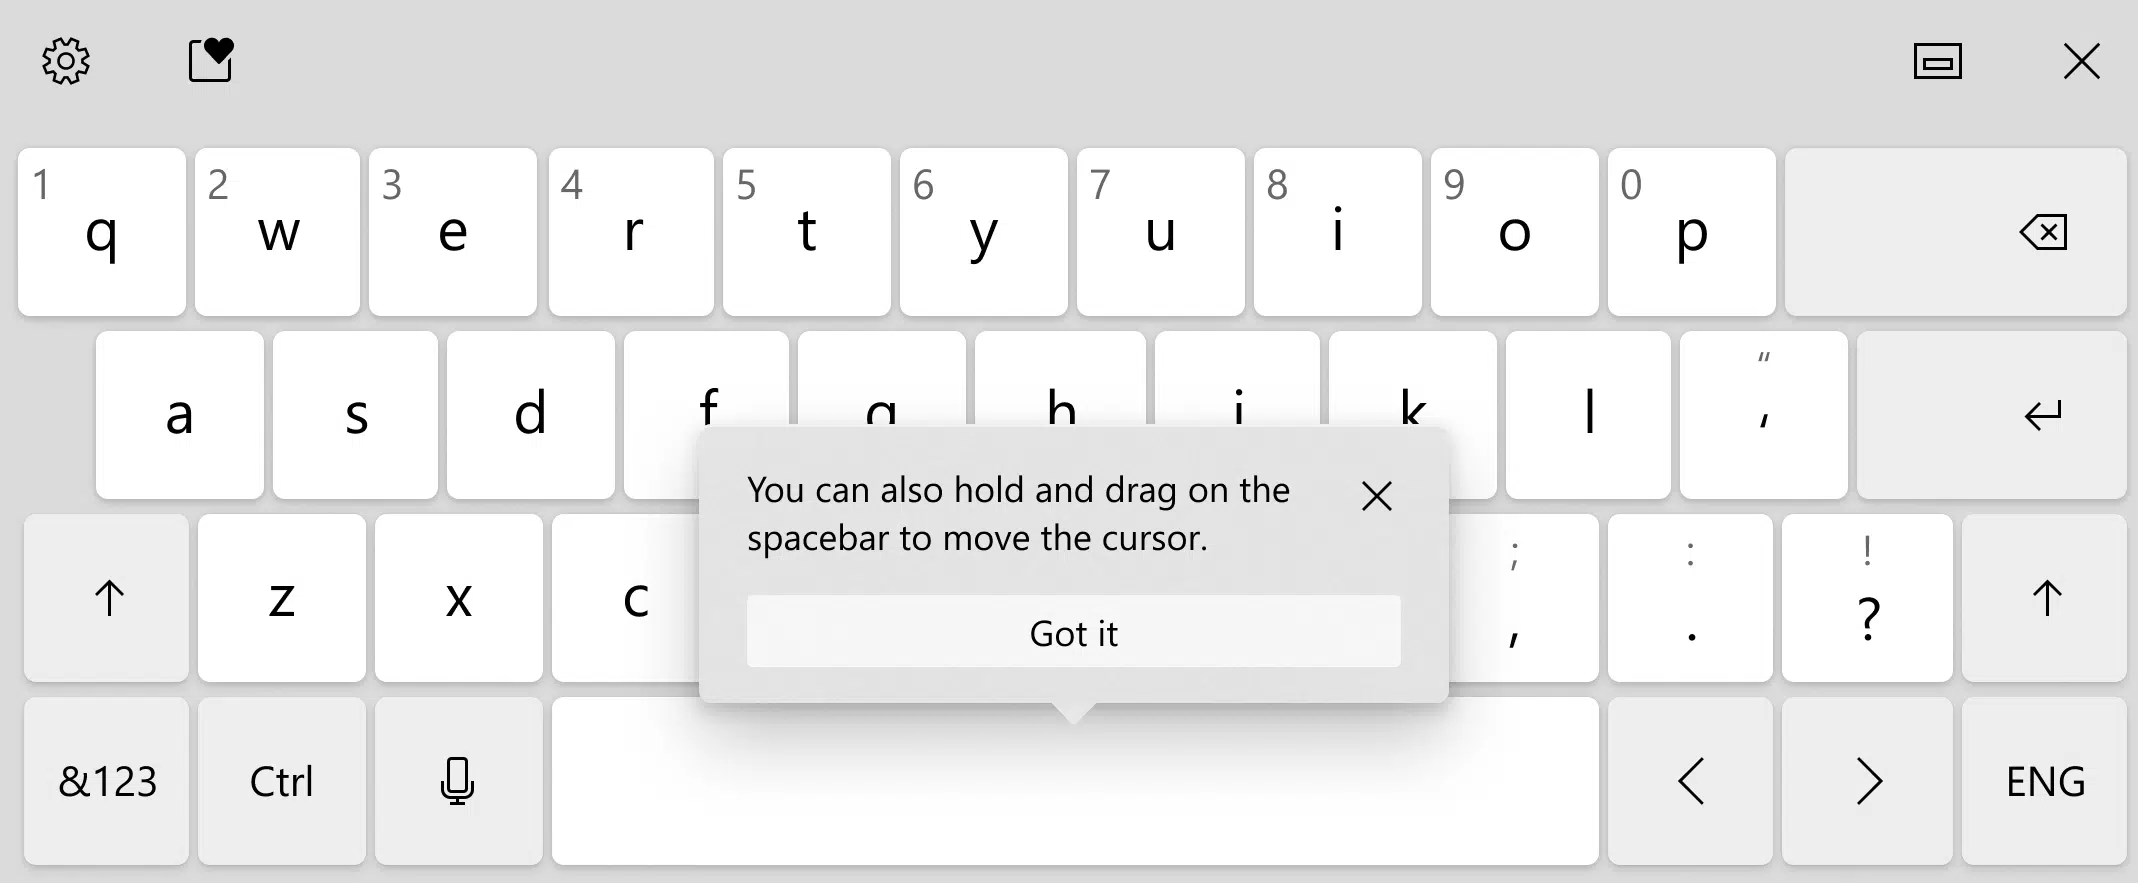 1 2 3 4 5 6 7 8 9 0
q w e r t y u i o p
a s d f g h j k l " '
You can also hold and drag on the
spacebar to move the cursor.
z x c ; , : . ! ?
Got it
&123 Ctrl ENG